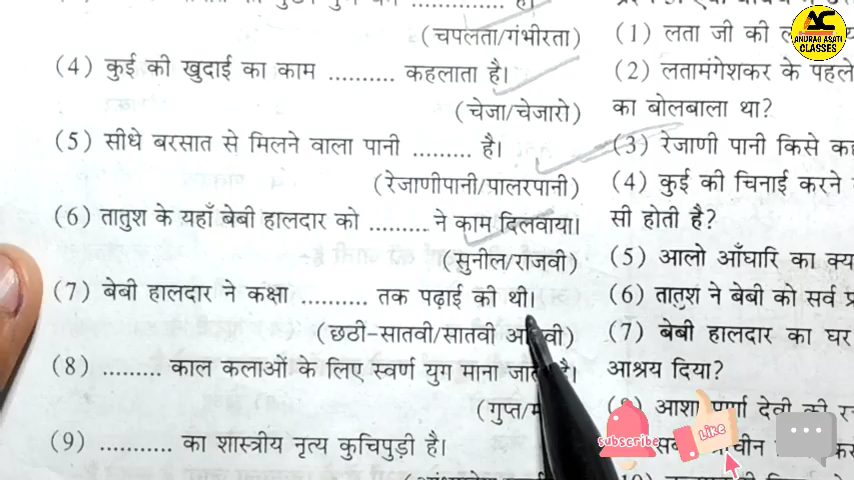 (चपलता/गंभीरता)
(4) कुई की खुदाई का काम .......... कहलाता है।
(चेजा/चेजारो)
(5) सीधे बरसात से मिलने वाला पानी ......... है।
(रेजाणीपानी/पालरपानी)
(6) तातुश के यहाँ बेबी हालदार को .......... ने काम दिलवाया।
(सुनील/राजवी)
(7) बेबी हालदार ने कक्षा .......... तक पढ़ाई की थी।
(छठी-सातवी/सातवी
(8) ......... काल कलाओं के लिए स्वर्ण युग माना जाता है।
(गुप्त/
(9) ........... का शास्त्रीय नृत्य कुचिपुड़ी है।
(1) लता जी की
(2) लतामंगेशकर के पहले
का बोलबाला था?
(3) रेजाणी पानी किसे
(4) कुई की चिनाई करने
सी होती है?
(5) आलो आँधारि का
(6) तातुश ने बेबी को सर्व
(7) बेबी हालदार का घर
आश्रय दिया?
(8) आशा पूर्णा देवी की
AC
ANURAG ASATI
CLASSES
subscribe
Like